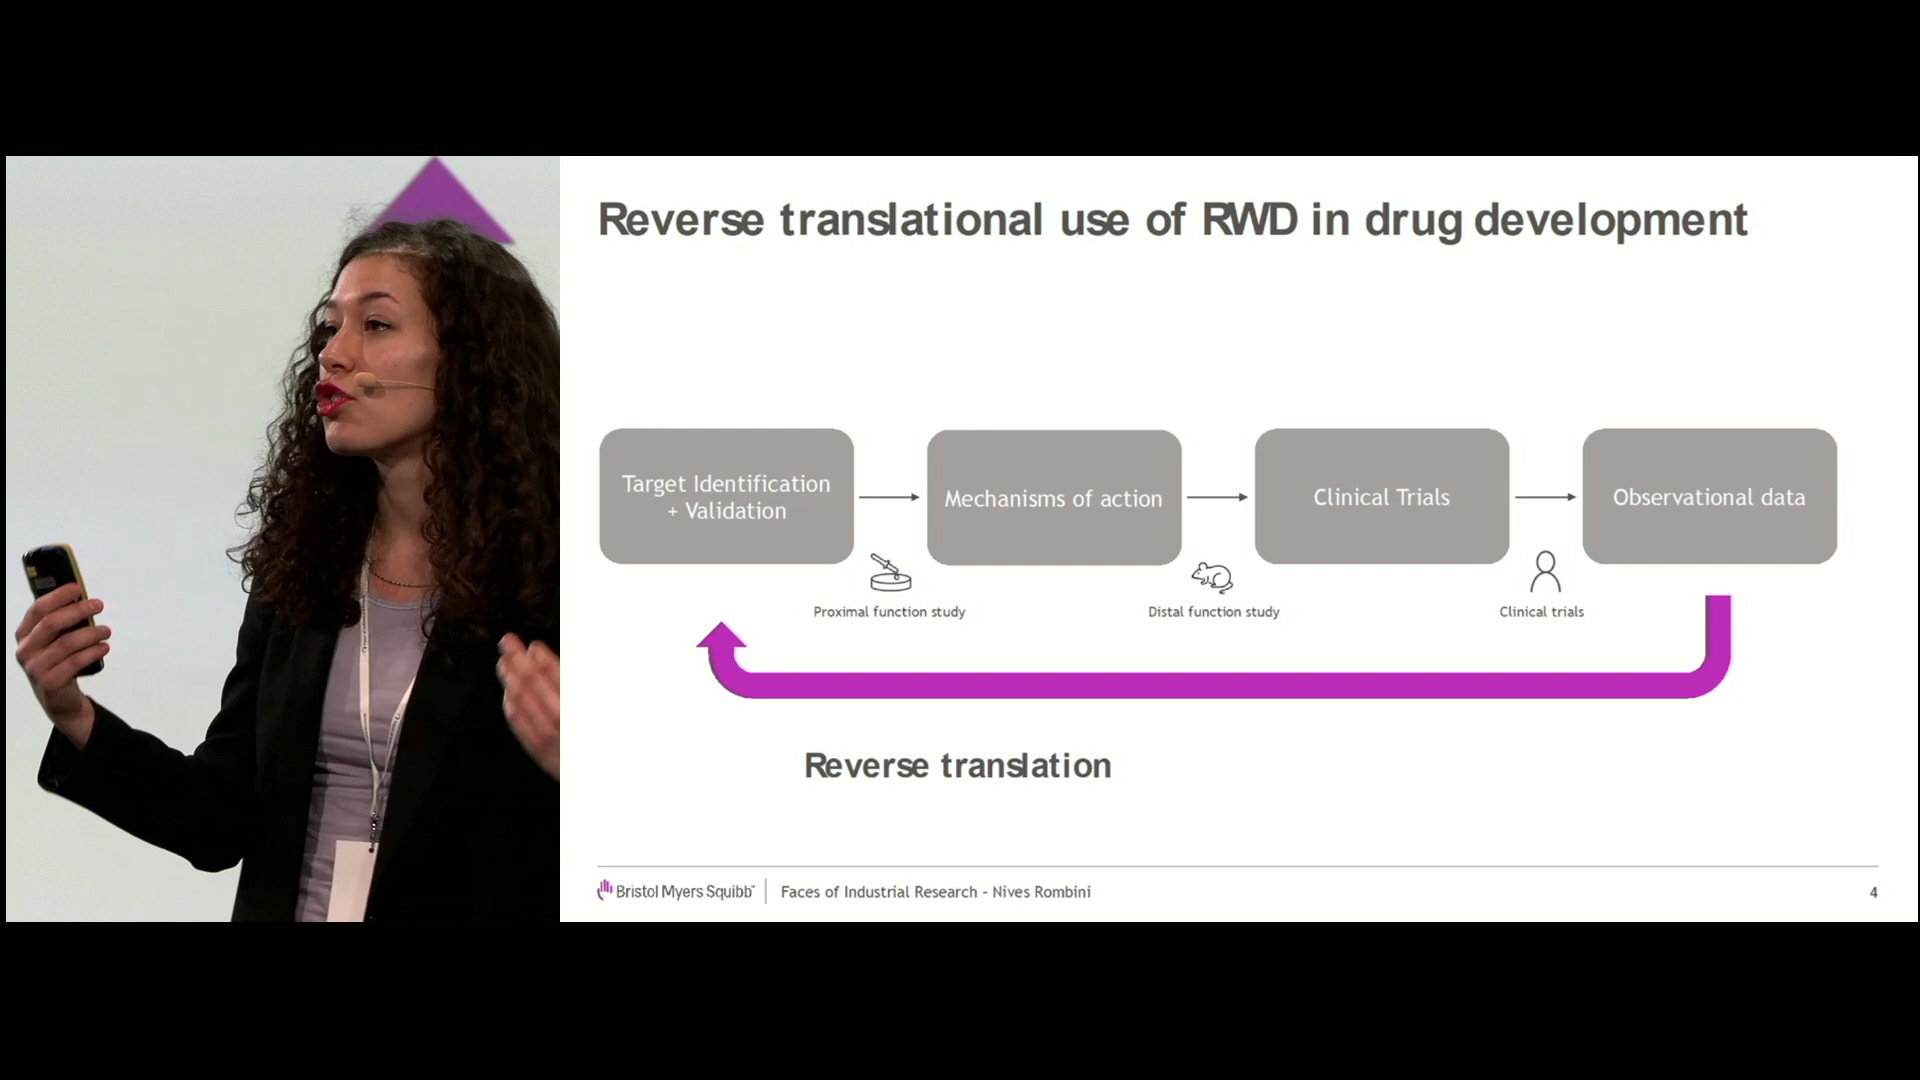 Reverse translational use of RWD in drug development
Target Identification
+ Validation
Mechanisms of action
Clinical Trials
Observational data
Proximal function study
Distal function study
Clinical trials
Reverse translation
Bristol Myers Squibb™
Faces of Industrial Research - Nives Rombini
4